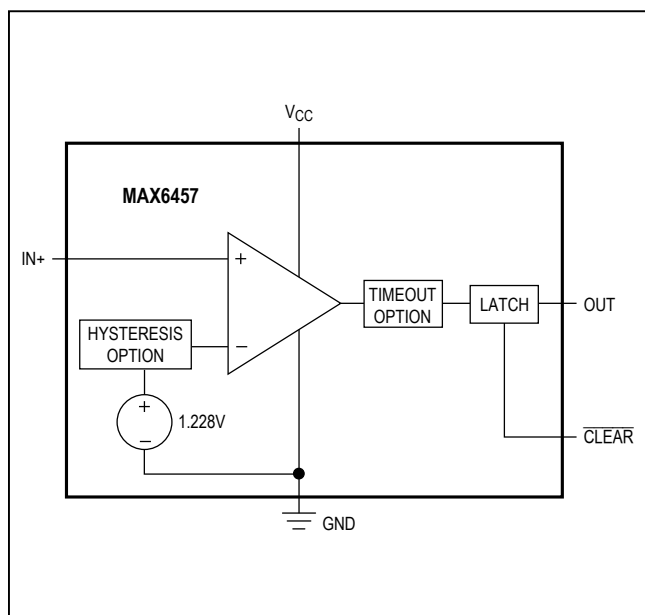 VCC
MAX6457
IN+
+
−
HYSTERESIS
OPTION
+
−
1.228V
TIMEOUT
OPTION
LATCH
OUT
CLEAR
GND